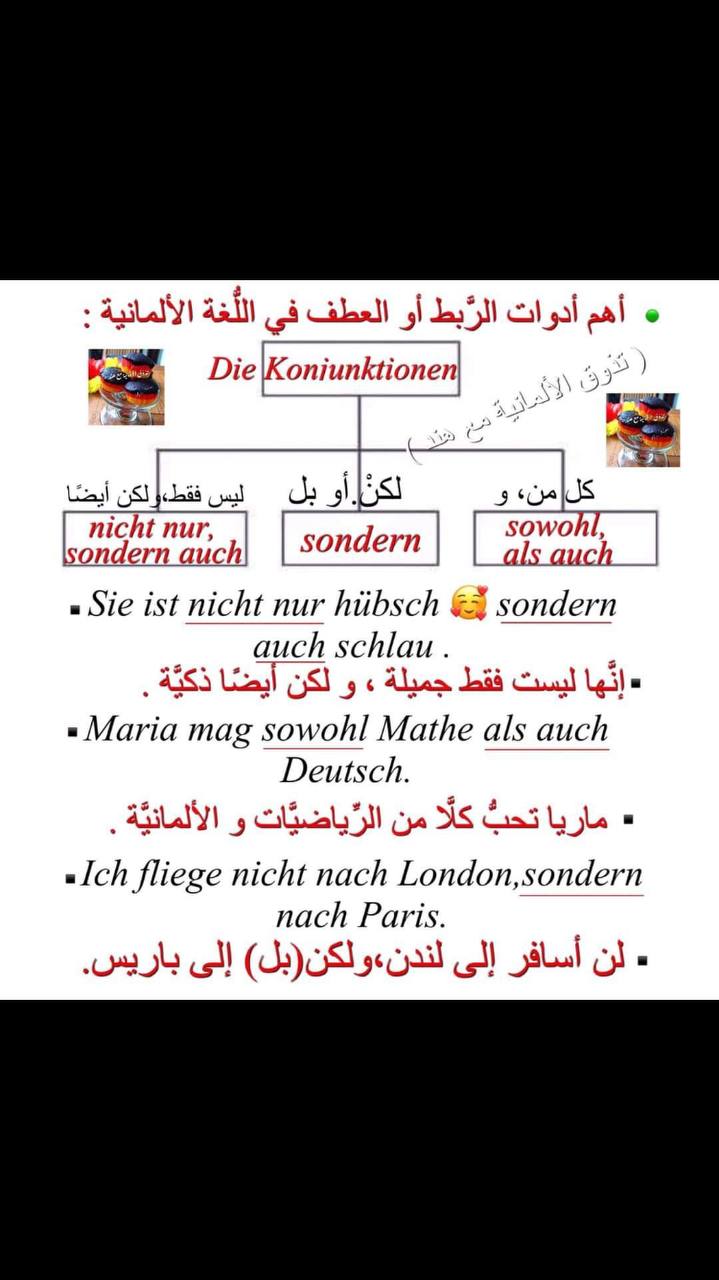 أهم أدوات الرَّبط أو العطف في اللُّغة الألمانية :
Die Konjunktionen
( تذوق الألمانية مع هند )
كل من، و
لكنْ.أو بل
ليس فقط،ولكن أيضًا
nicht nur,
sondern auch
sondern
sowohl,
als auch
▪Sie ist nicht nur hübsch 🥰 sondern
auch schlau .
▪إنَّها ليست فقط جميلة ، و لكن أيضًا ذكيَّة .
▪Maria mag sowohl Mathe als auch
Deutsch.
▪ ماريا تحبُّ كلًّا من الرِّياضيَّات و الألمانيَّة .
▪Ich fliege nicht nach London,sondern
nach Paris.
▪ لن أسافر إلى لندن،ولكن(بل) إلى باريس.